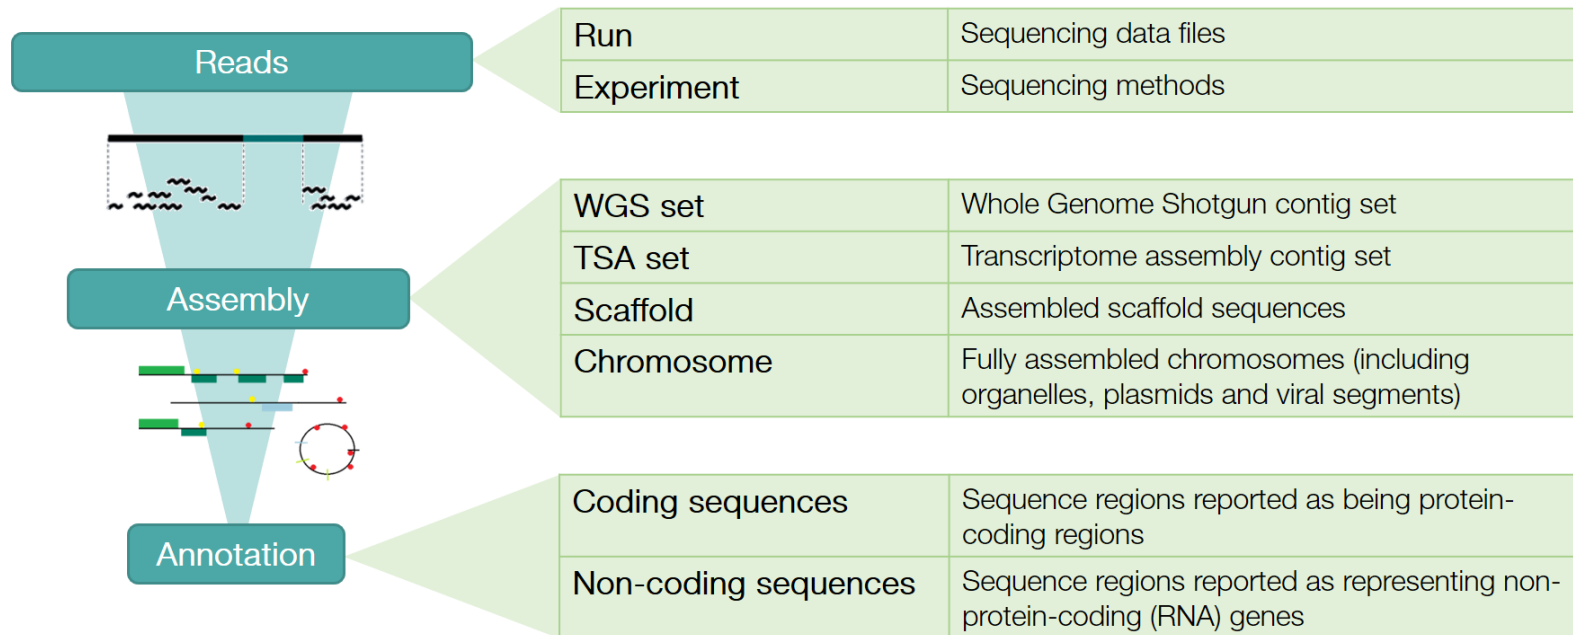 Reads
Run
Sequencing data files
Experiment
Sequencing methods
Assembly
WGS set
Whole Genome Shotgun contig set
TSA set
Transcriptome assembly contig set
Scaffold
Assembled scaffold sequences
Chromosome
Fully assembled chromosomes (including
organelles, plasmids and viral segments)
Annotation
Coding sequences
Sequence regions reported as being protein-
coding regions
Non-coding sequences
Sequence regions reported as representing non-
protein-coding (RNA) genes